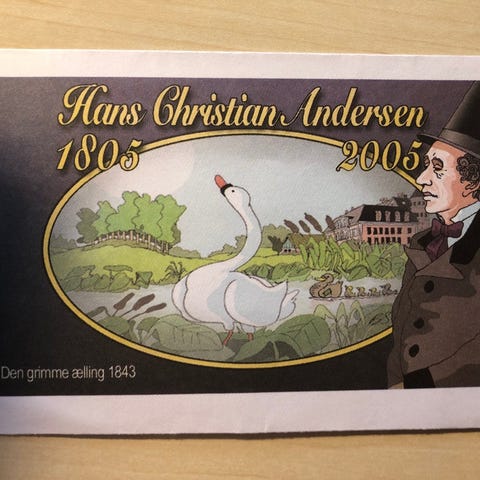 Hans Christian Andersen
1805 2005
Den grimme ælling 1843